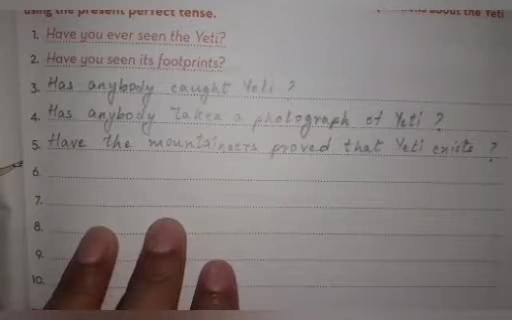 using the present perfect tense. about the Yeti
1. Have you ever seen the Yeti?
2. Have you seen its footprints?
3. Has anybody caught Yeti ?
4. Has anybody taken a photograph of Yeti ?
5. Have the mountaineers proved that Yeti exists ?
6.
7.
8.
9.
10.